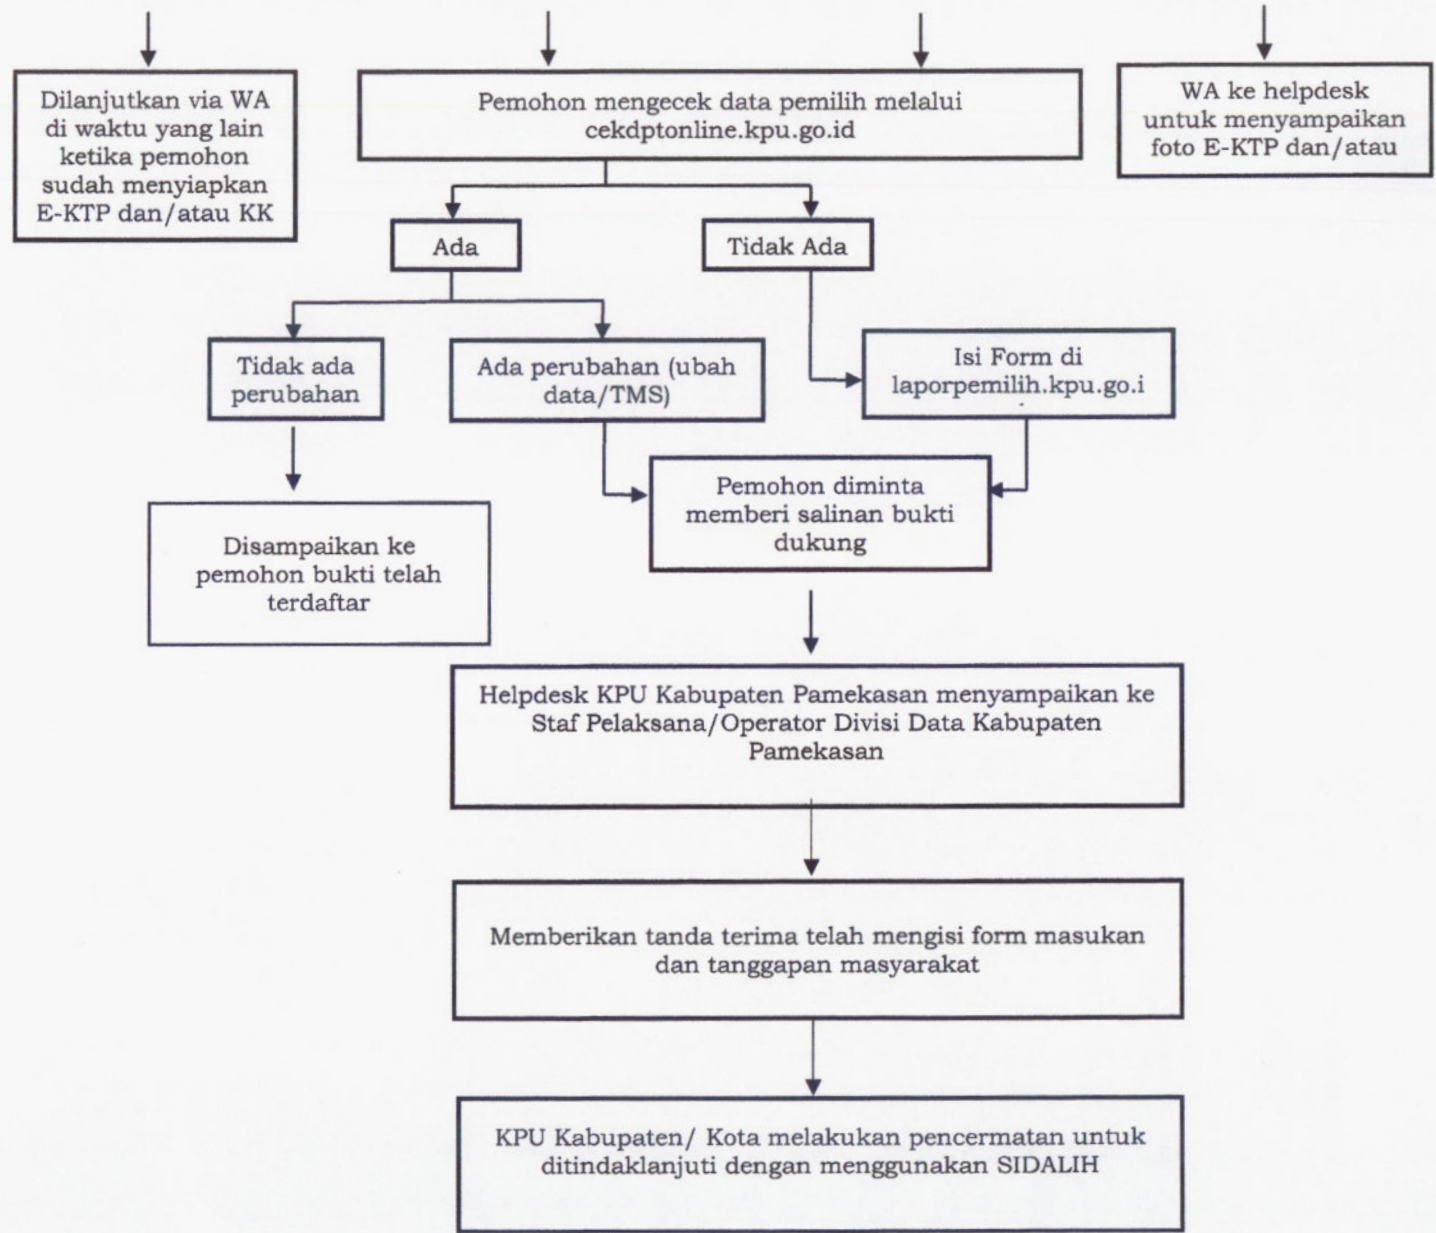 Dilanjutkan via WA
di waktu yang lain
ketika pemohon
sudah menyiapkan
E-KTP dan/atau KK
Pemohon mengecek data pemilih melalui
cekdptonline.kpu.go.id
WA ke helpdesk
untuk menyampaikan
foto E-KTP dan/atau
Ada
Tidak Ada
Tidak ada
perubahan
Ada perubahan (ubah
data/TMS)
Isi Form di
laporpemilih.kpu.go.i
Disampaikan ke
pemohon bukti telah
terdaftar
Pemohon diminta
memberi salinan bukti
dukung
Helpdesk KPU Kabupaten Pamekasan menyampaikan ke
Staf Pelaksana/Operator Divisi Data Kabupaten
Pamekasan
Memberikan tanda terima telah mengisi form masukan
dan tanggapan masyarakat
KPU Kabupaten/ Kota melakukan pencermatan untuk
ditindaklanjuti dengan menggunakan SIDALIH